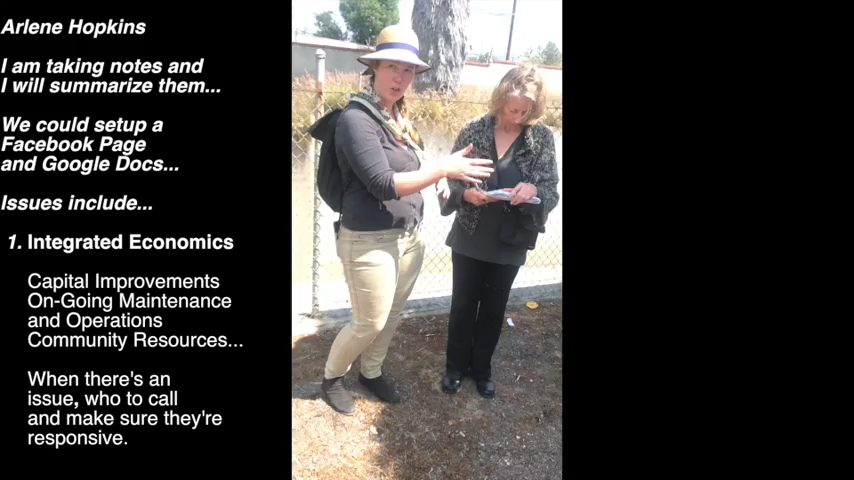 Arlene Hopkins
I am taking notes and
I will summarize them...
We could setup a
Facebook Page
and Google Docs...
Issues include...
1. Integrated Economics
Capital Improvements
On-Going Maintenance
and Operations
Community Resources...
When there's an
issue, who to call
and make sure they're
responsive.